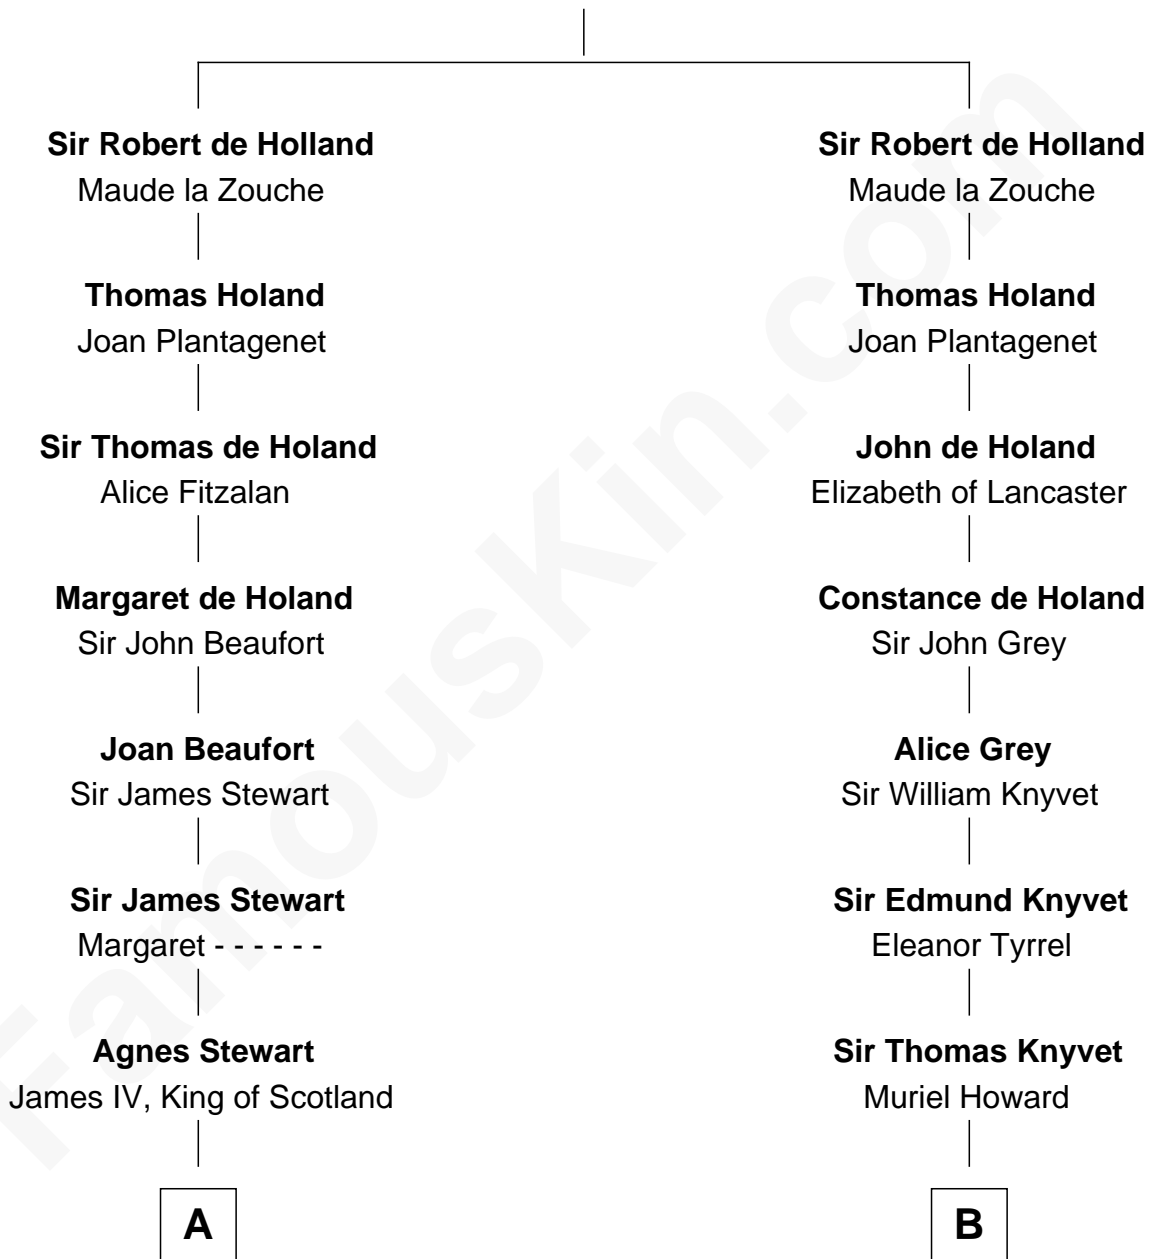 Sir Robert de Holland
Maude la Zouche
Thomas Holand
Joan Plantagenet
Sir Thomas de Holand
Alice Fitzalan
Margaret de Holand
Sir John Beaufort
Joan Beaufort
Sir James Stewart
Sir James Stewart
Margaret - - - - - -
Agnes Stewart
James IV, King of Scotland
A
Sir Robert de Holland
Maude la Zouche
Thomas Holand
Joan Plantagenet
John de Holand
Elizabeth of Lancaster
Constance de Holand
Sir John Grey
Alice Grey
Sir William Knyvet
Sir Edmund Knyvet
Eleanor Tyrrel
Sir Thomas Knyvet
Muriel Howard
B
FamousKin.com